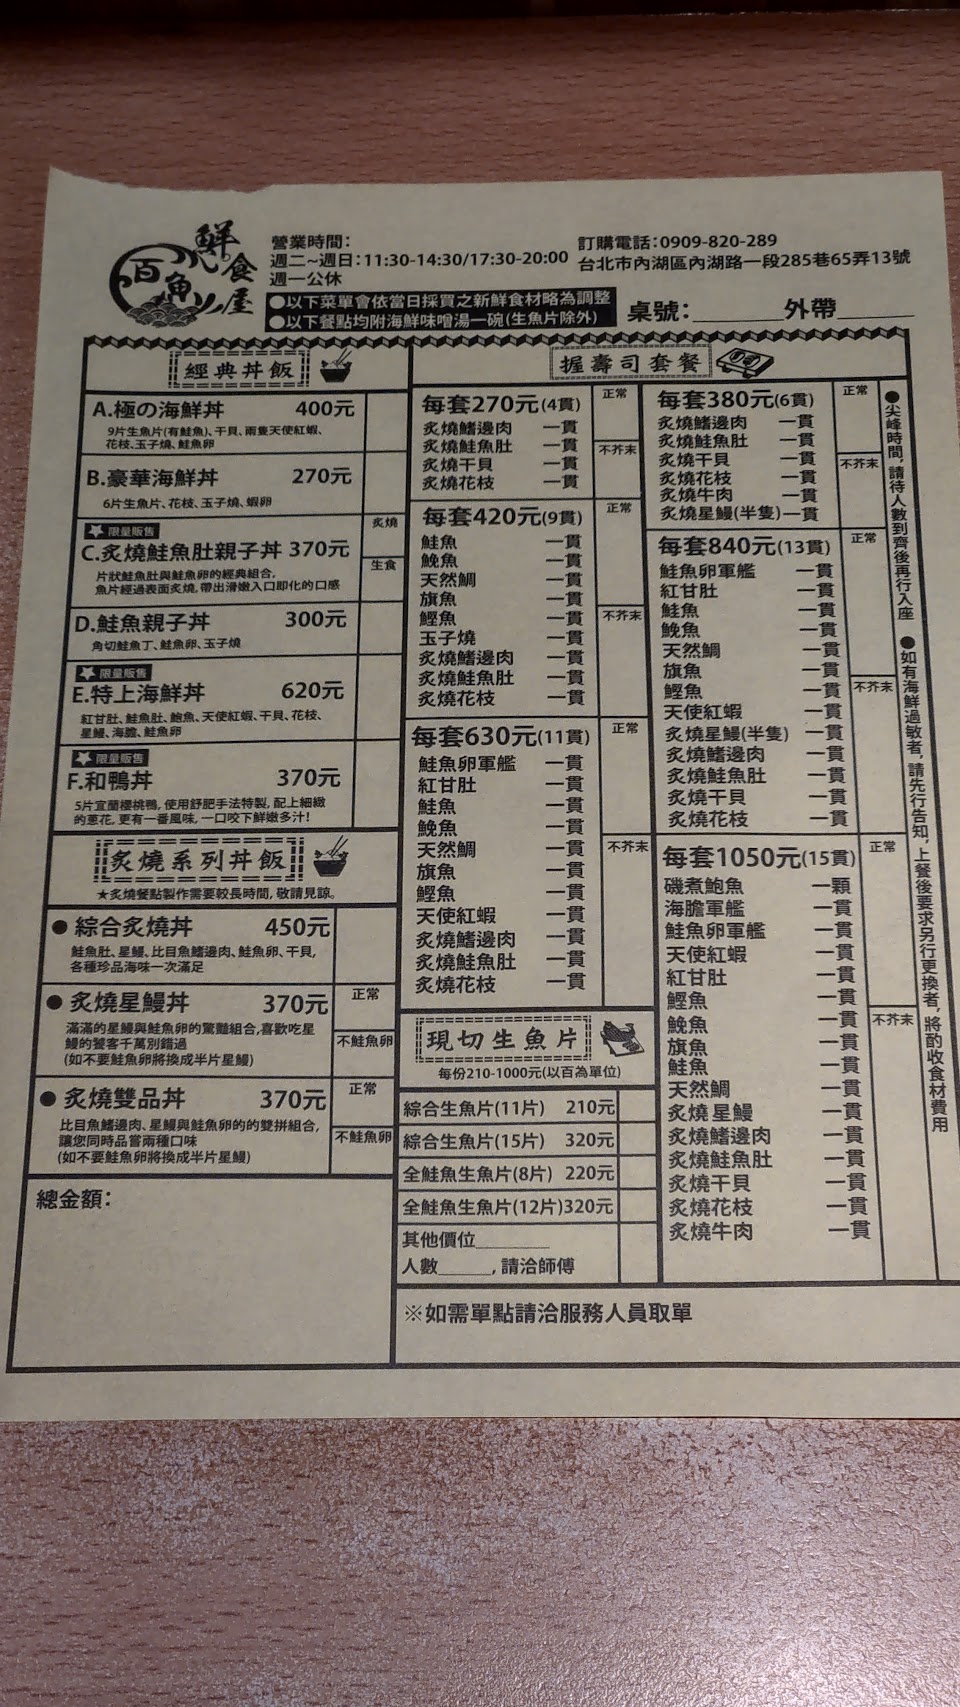 百魚
鮮食屋
營業時間：
週二~週日：11:30-14:30/17:30-20:00
週一公休
訂購電話：0909-820-289
台北市內湖區內湖路一段285巷65弄13號
●以下菜單會依當日採買之新鮮食材略為調整
●以下餐點均附海鮮味噌湯一碗(生魚片除外)
桌號：______ 外帶______
經典丼飯
A.極の海鮮丼 400元
9片生魚片(有鮭魚)、干貝、兩隻天使紅蝦、
花枝、玉子燒、鮭魚卵
B.豪華海鮮丼 270元
6片生魚片、花枝、玉子燒、蝦卵
限量販售
C.炙燒鮭魚肚親子丼 370元
片狀鮭魚肚與鮭魚卵的經典組合，
魚片經過表面炙燒，帶出滑嫩入口即化的口感
炙燒
生食
D.鮭魚親子丼 300元
角切鮭魚丁、鮭魚卵、玉子燒
限量販售
E.特上海鮮丼 620元
紅甘肚、鮭魚肚、鮑魚、天使紅蝦、干貝、花枝、
星鰻、海膽、鮭魚卵
限量販售
F.和鴨丼 370元
5片宜蘭櫻桃鴨，使用舒肥手法特製，配上細緻
的蔥花，更有一番風味，一口咬下鮮嫩多汁！
炙燒系列丼飯
★炙燒餐點製作需要較長時間，敬請見諒。
● 綜合炙燒丼 450元
鮭魚肚、星鰻、比目魚鰭邊肉、鮭魚卵、干貝，
各種珍品海味一次滿足
● 炙燒星鰻丼 370元
滿滿的星鰻與鮭魚卵的驚豔組合，喜歡吃星
鰻的饕客千萬別錯過
(如不要鮭魚卵將換成半片星鰻)
正常
不鮭魚卵
● 炙燒雙品丼 370元
比目魚鰭邊肉、星鰻與鮭魚卵的的雙拼組合，
讓您同時品嘗兩種口味
(如不要鮭魚卵將換成半片星鰻)
正常
不鮭魚卵
總金額：
握壽司套餐
每套270元(4貫)
炙燒鰭邊肉 一貫
炙燒鮭魚肚 一貫
炙燒干貝 一貫
炙燒花枝 一貫
正常
不芥末
每套420元(9貫)
鮭魚 一貫
鮸魚 一貫
天然鯛 一貫
旗魚 一貫
鰹魚 一貫
玉子燒 一貫
炙燒鰭邊肉 一貫
炙燒鮭魚肚 一貫
炙燒花枝 一貫
正常
不芥末
每套630元(11貫)
鮭魚卵軍艦 一貫
紅甘肚 一貫
鮭魚 一貫
鮸魚 一貫
天然鯛 一貫
旗魚 一貫
鰹魚 一貫
天使紅蝦 一貫
炙燒鰭邊肉 一貫
炙燒鮭魚肚 一貫
炙燒花枝 一貫
正常
不芥末
現切生魚片
每份210-1000元(以百為單位)
綜合生魚片(11片) 210元
綜合生魚片(15片) 320元
全鮭魚生魚片(8片) 220元
全鮭魚生魚片(12片)320元
其他價位________
人數______，請洽師傅
每套380元(6貫)
炙燒鰭邊肉 一貫
炙燒鮭魚肚 一貫
炙燒干貝 一貫
炙燒花枝 一貫
炙燒牛肉 一貫
炙燒星鰻(半隻)一貫
正常
不芥末
每套840元(13貫)
鮭魚卵軍艦 一貫
紅甘肚 一貫
鮭魚 一貫
鮸魚 一貫
天然鯛 一貫
旗魚 一貫
鰹魚 一貫
天使紅蝦 一貫
炙燒星鰻(半隻) 一貫
炙燒鰭邊肉 一貫
炙燒鮭魚肚 一貫
炙燒干貝 一貫
炙燒花枝 一貫
正常
不芥末
每套1050元(15貫)
磯煮鮑魚 一顆
海膽軍艦 一貫
鮭魚卵軍艦 一貫
天使紅蝦 一貫
紅甘肚 一貫
鰹魚 一貫
鮸魚 一貫
旗魚 一貫
鮭魚 一貫
天然鯛 一貫
炙燒星鰻 一貫
炙燒鰭邊肉 一貫
炙燒鮭魚肚 一貫
炙燒干貝 一貫
炙燒花枝 一貫
炙燒牛肉 一貫
正常
不芥末
●尖峰時間，請待人數到齊後再行入座
●如有海鮮過敏者，請先行告知，上餐後要求另行更換者，將酌收食材費用
※如需單點請洽服務人員取單